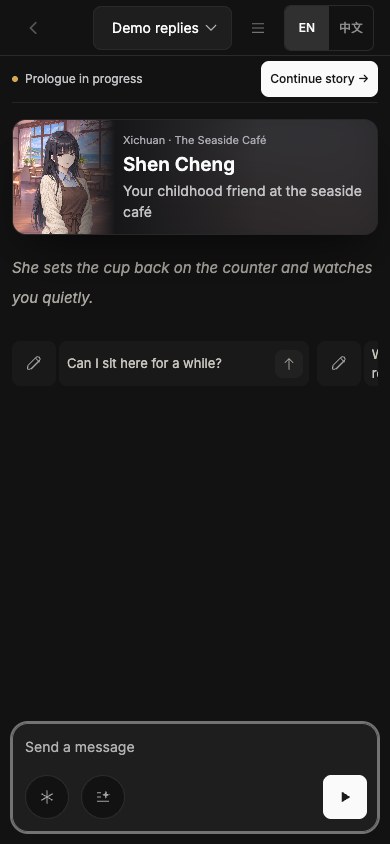 Demo replies
EN
中文
Prologue in progress
Continue story →
Xichuan · The Seaside Café
Shen Cheng
Your childhood friend at the seaside
café
She sets the cup back on the counter and watches
you quietly.
Can I sit here for a while?
Send a message